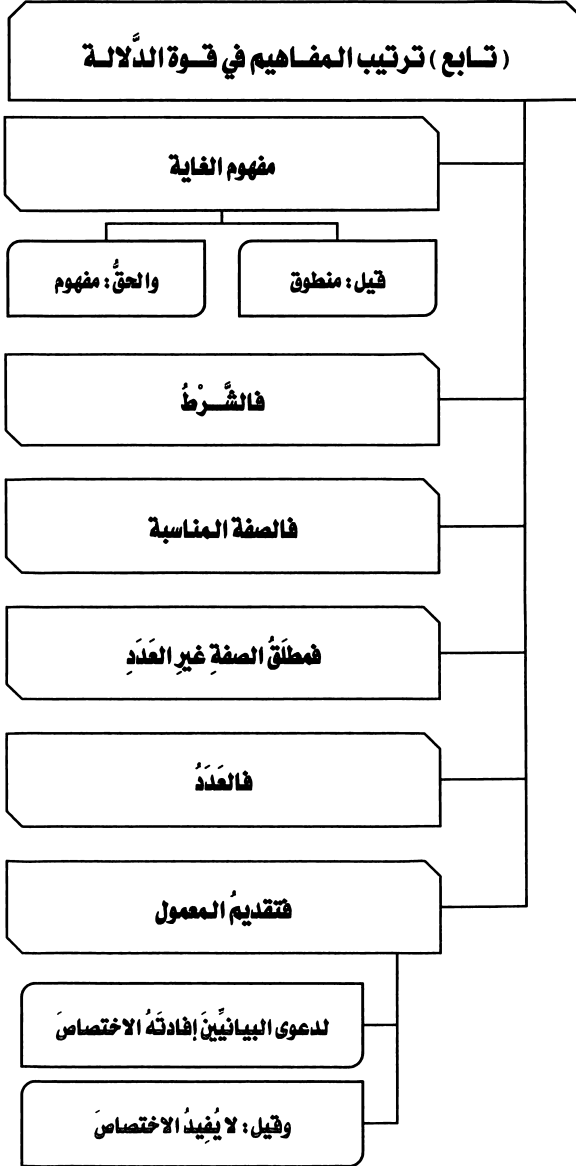 (تابع) ترتيب المفاهيم في قوة الدَّلالة
مفهوم الغاية
قيل: منطوق
والحقُّ: مفهوم
فالشَّرْطُ
فالصفة المناسبة
فمطلَقُ الصفةِ غيرِ العَدَدِ
فالعَدَدُ
فتقديمُ المعمول
لدعوى البيانيِّينَ إفادتَهُ الاختصاصَ
وقيل: لا يُفِيدُ الاختصاصَ